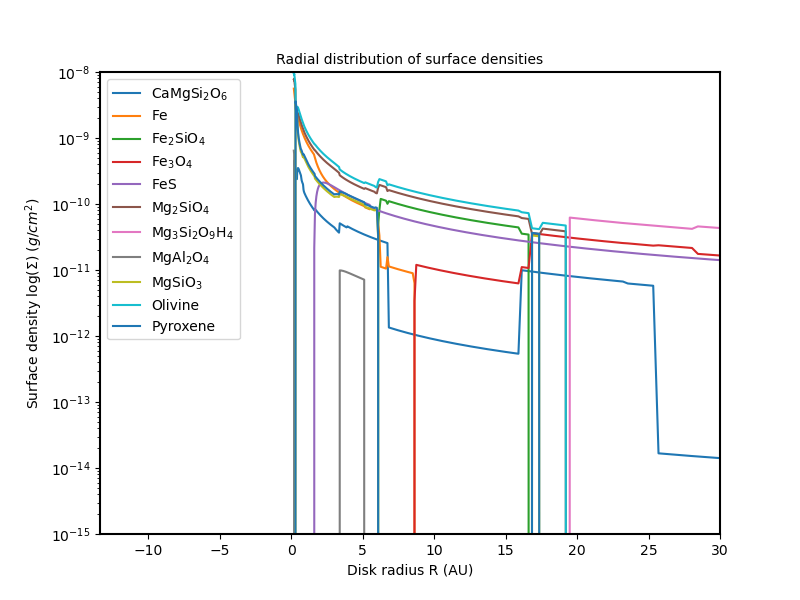 Radial distribution of surface densities
Surface density log(Σ) (g/cm²)
10⁻⁸
10⁻⁹
10⁻¹⁰
10⁻¹¹
10⁻¹²
10⁻¹³
10⁻¹⁴
10⁻¹⁵
CaMgSi₂O₆
Fe
Fe₂SiO₄
Fe₃O₄
FeS
Mg₂SiO₄
Mg₃Si₂O₉H₄
MgAl₂O₄
MgSiO₃
Olivine
Pyroxene
−10 −5 0 5 10 15 20 25 30
Disk radius R (AU)